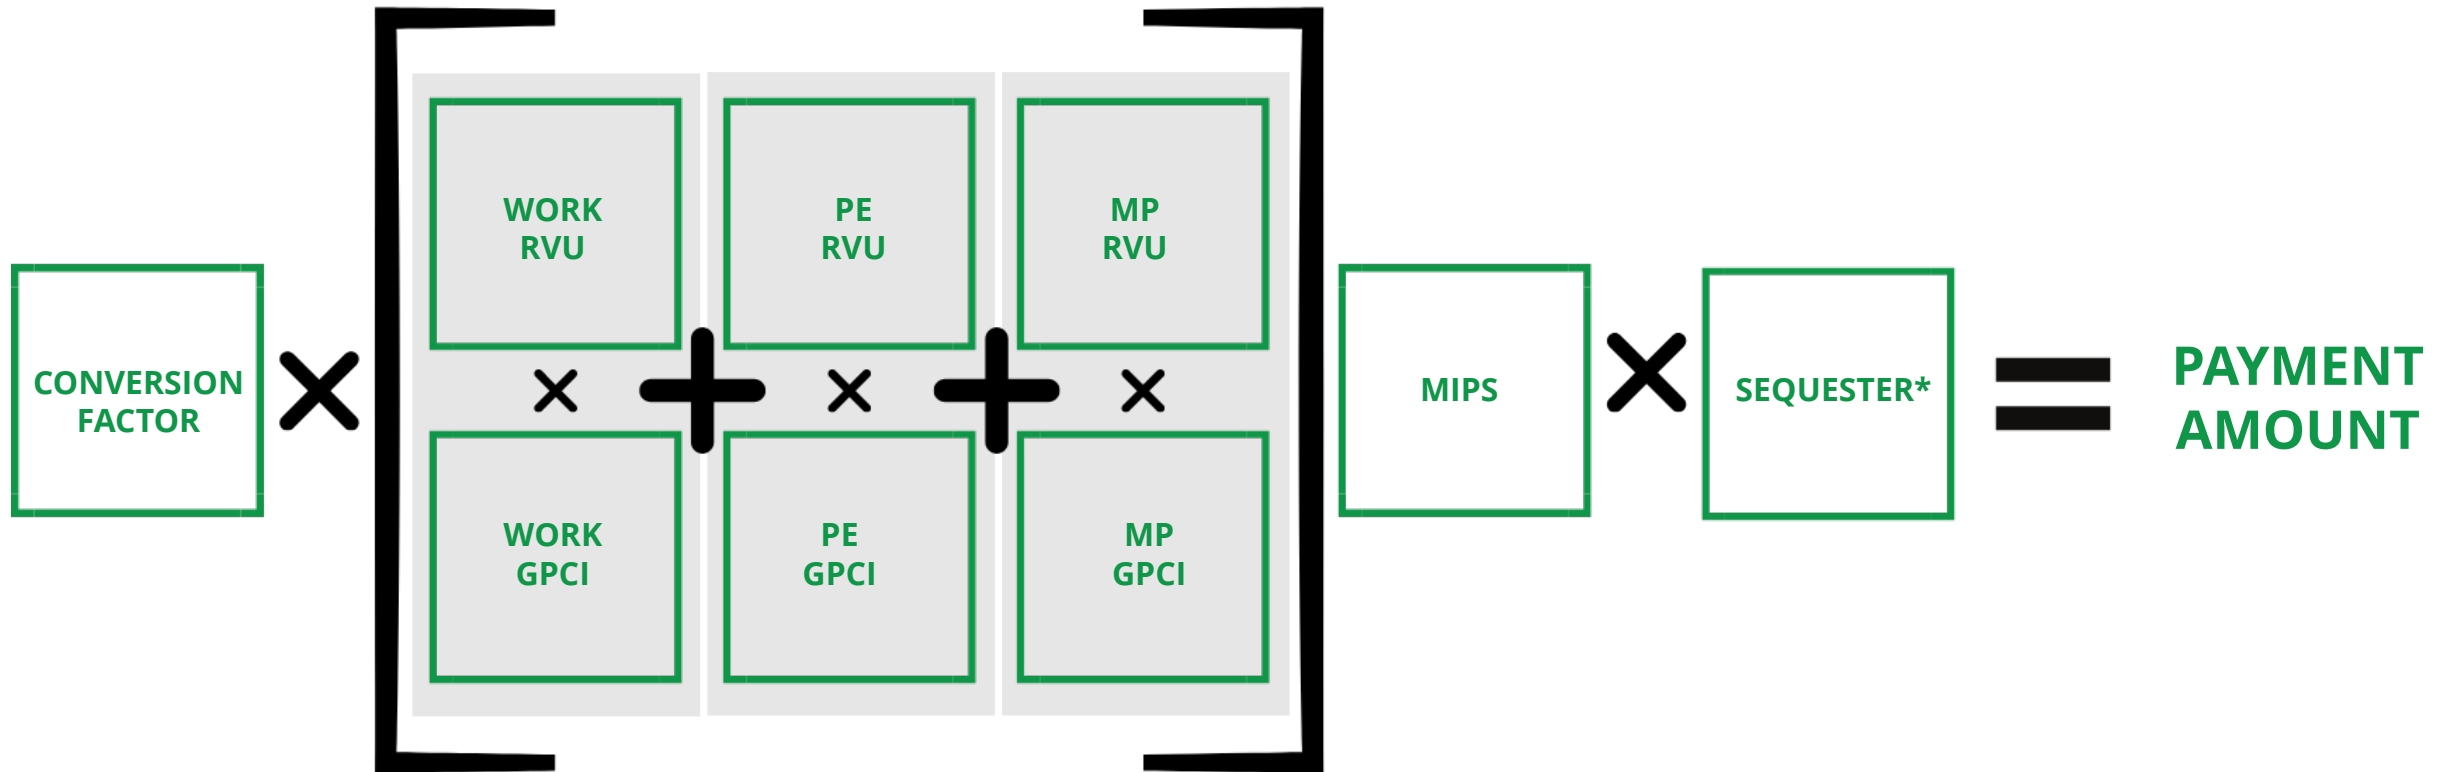 CONVERSION
FACTOR
WORK
RVU
PE
RVU
MP
RVU
WORK
GPCI
PE
GPCI
MP
GPCI
MIPS
SEQUESTER*
PAYMENT
AMOUNT